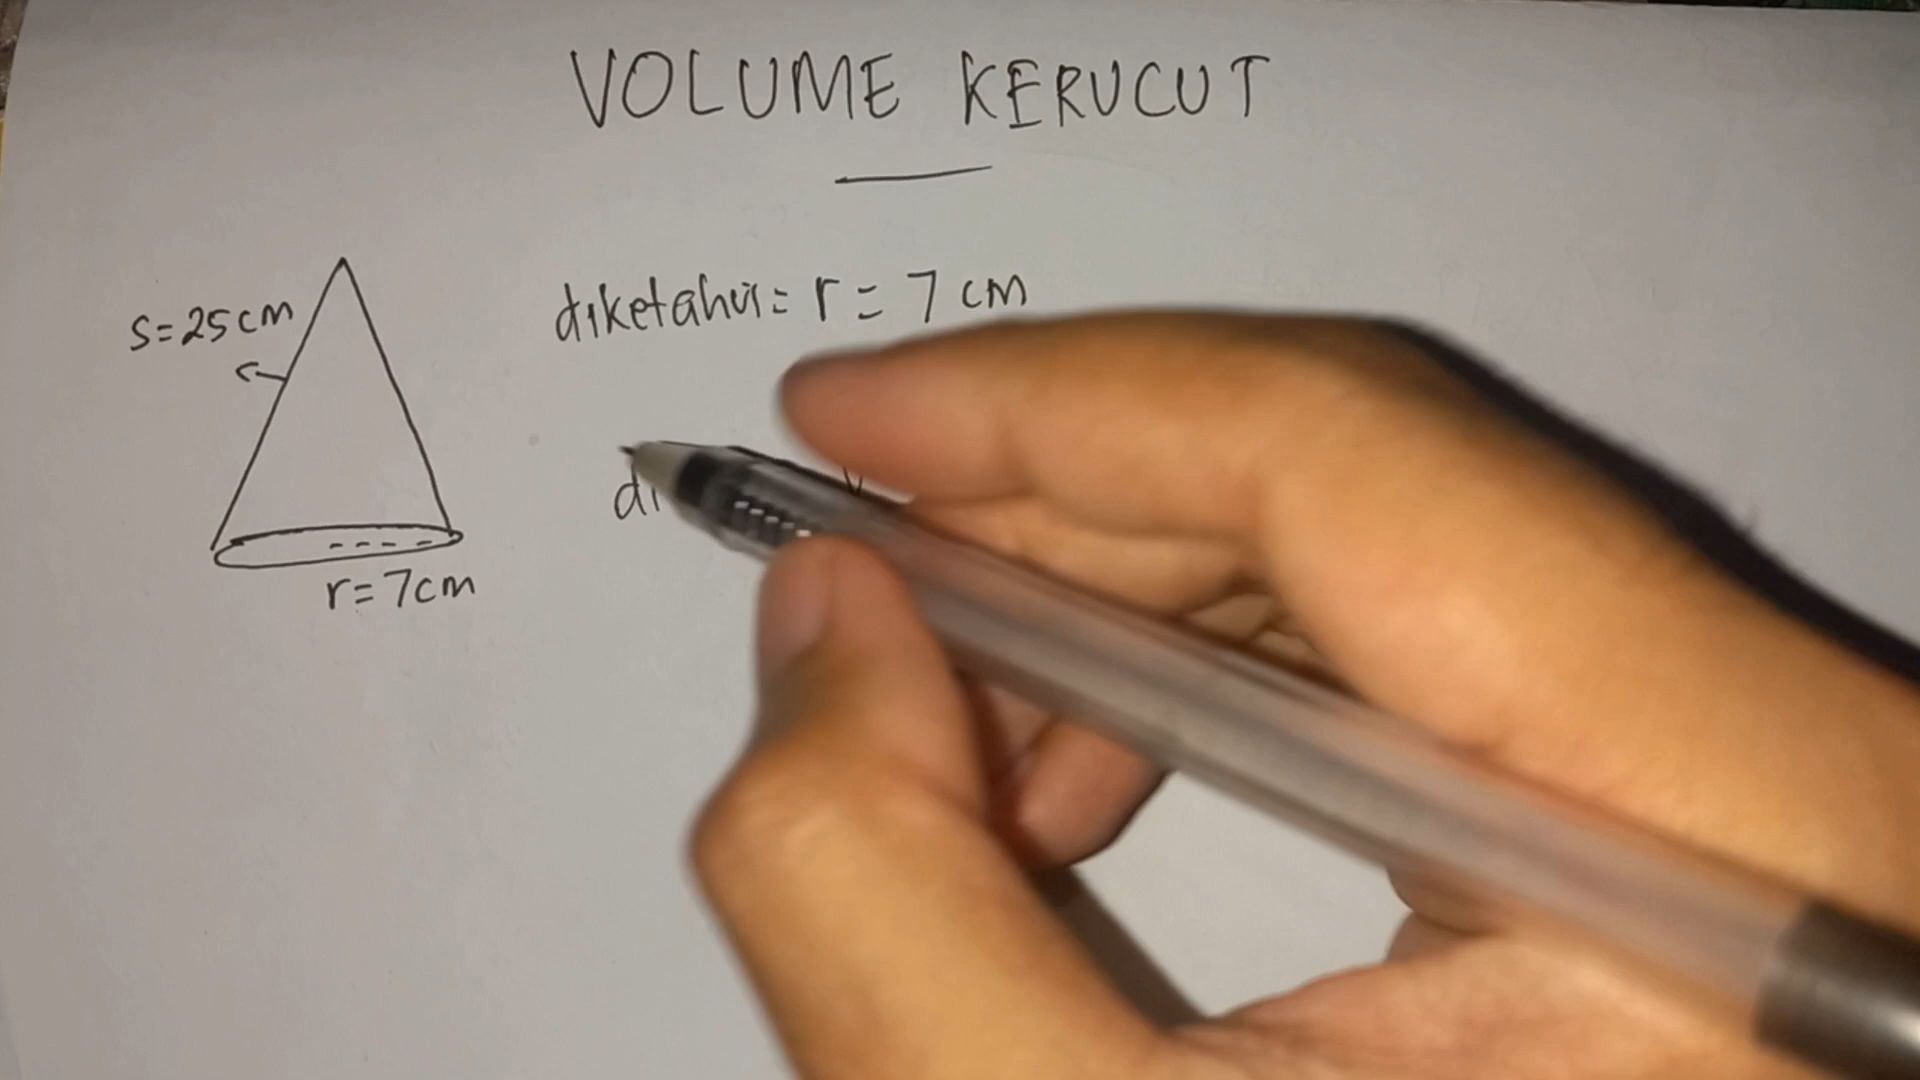 VOLUME KERUCUT
s=25cm
diketahui= r = 7 cm
r=7cm